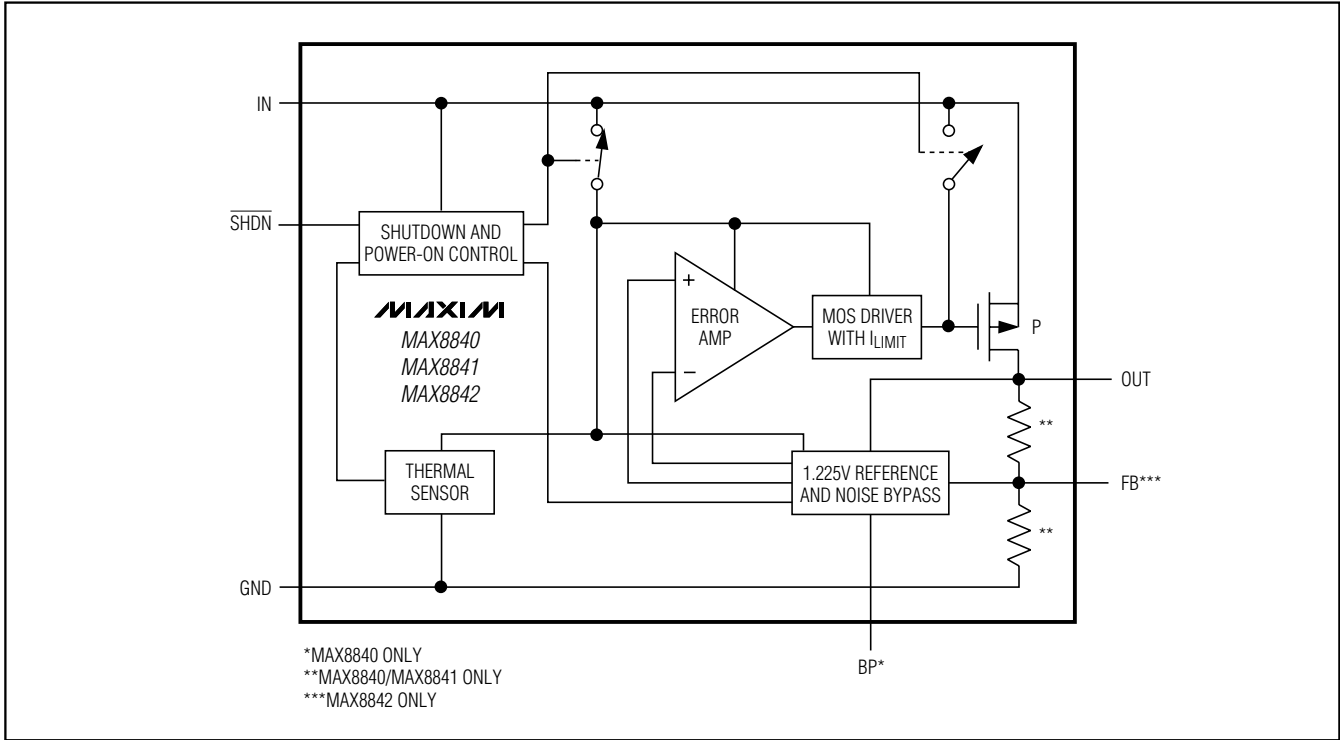 IN
SHDN
SHUTDOWN AND
POWER-ON CONTROL
MAXIM
MAX8840
MAX8841
MAX8842
+
ERROR
AMP
−
MOS DRIVER
WITH ILIMIT
P
OUT
**
THERMAL
SENSOR
1.225V REFERENCE
AND NOISE BYPASS
FB***
**
GND
BP*
*MAX8840 ONLY
**MAX8840/MAX8841 ONLY
***MAX8842 ONLY